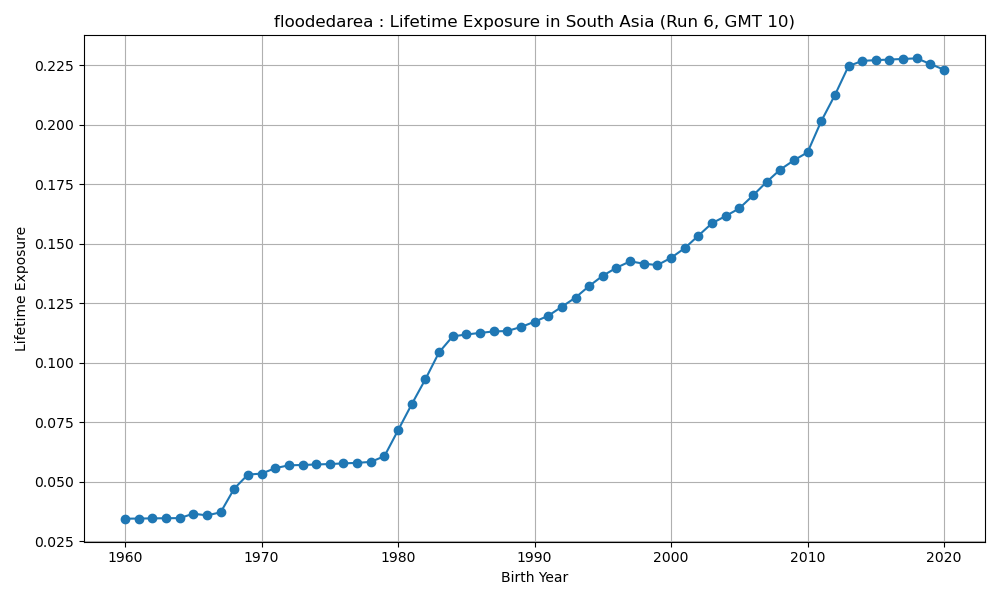 floodedarea : Lifetime Exposure in South Asia (Run 6, GMT 10)
0.225
0.200
0.175
0.150
0.125
0.100
0.075
0.050
0.025
Lifetime Exposure
1960 1970 1980 1990 2000 2010 2020
Birth Year